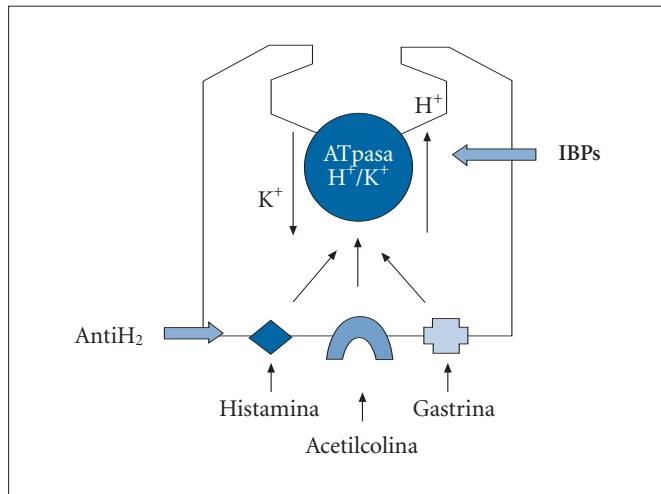 H⁺
ATpasa
H⁺/K⁺
IBPs
K⁺
AntiH₂
Histamina
Gastrina
Acetilcolina